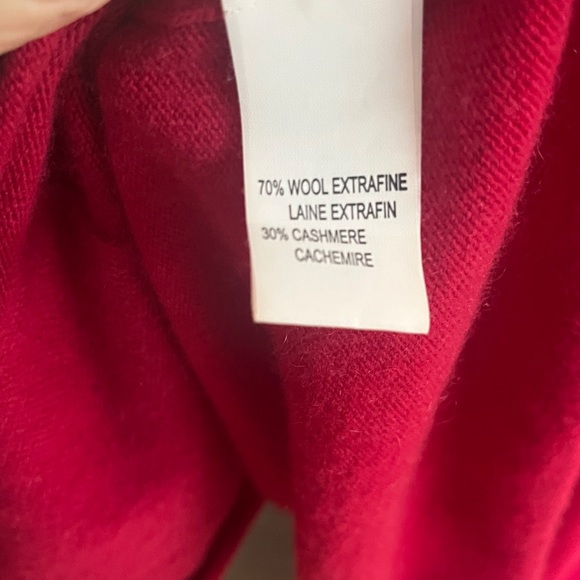 70% WOOL EXTRAFINE
LAINE EXTRAFIN
30% CASHMERE
CACHEMIRE